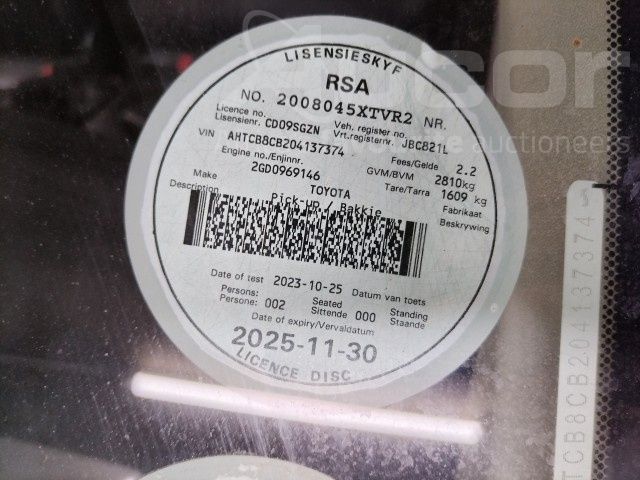 LISENSIESKYF
RSA
NO. 2008045XTVR2 NR.
Licence no./ Lisensienr. CD09SGZN Veh. register no./ Vrt.registernr. JBC821L
VIN AHTCB8CB204137374 Fees/Gelde 2.2
Engine no./Enjinnr. 2GD0969146 GVM/BVM 2810kg
Tare/Tarra 1609 kg
Make TOYOTA Fabrikaat
Description Pick-up / Bakkie Beskrywing
Date of test 2023-10-25 Datum van toets
Persons: Seated Standing
Persone: 002 Sittende 000 Staande
Date of expiry/Vervaldatum
2025-11-30
LICENCE DISC
TCB8CB204137374
auctioneers